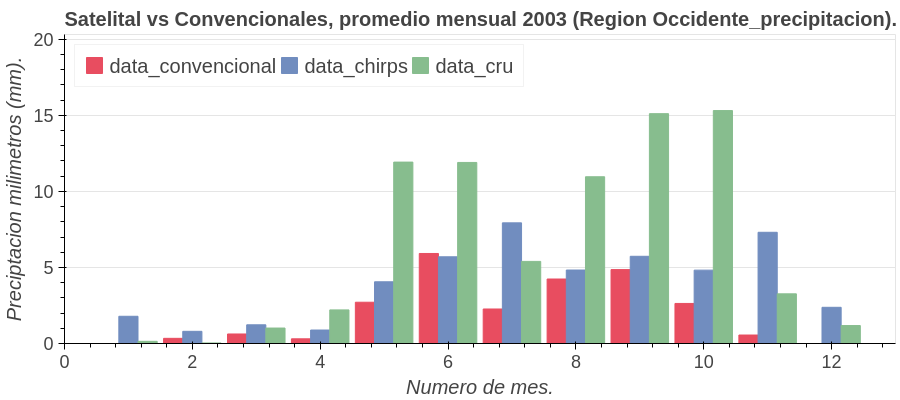 Satelital vs Convencionales, promedio mensual 2003 (Region Occidente_precipitacion).
data_convencional data_chirps data_cru
Preciptacion milimetros (mm).
20
15
10
5
0
0 2 4 6 8 10 12
Numero de mes.